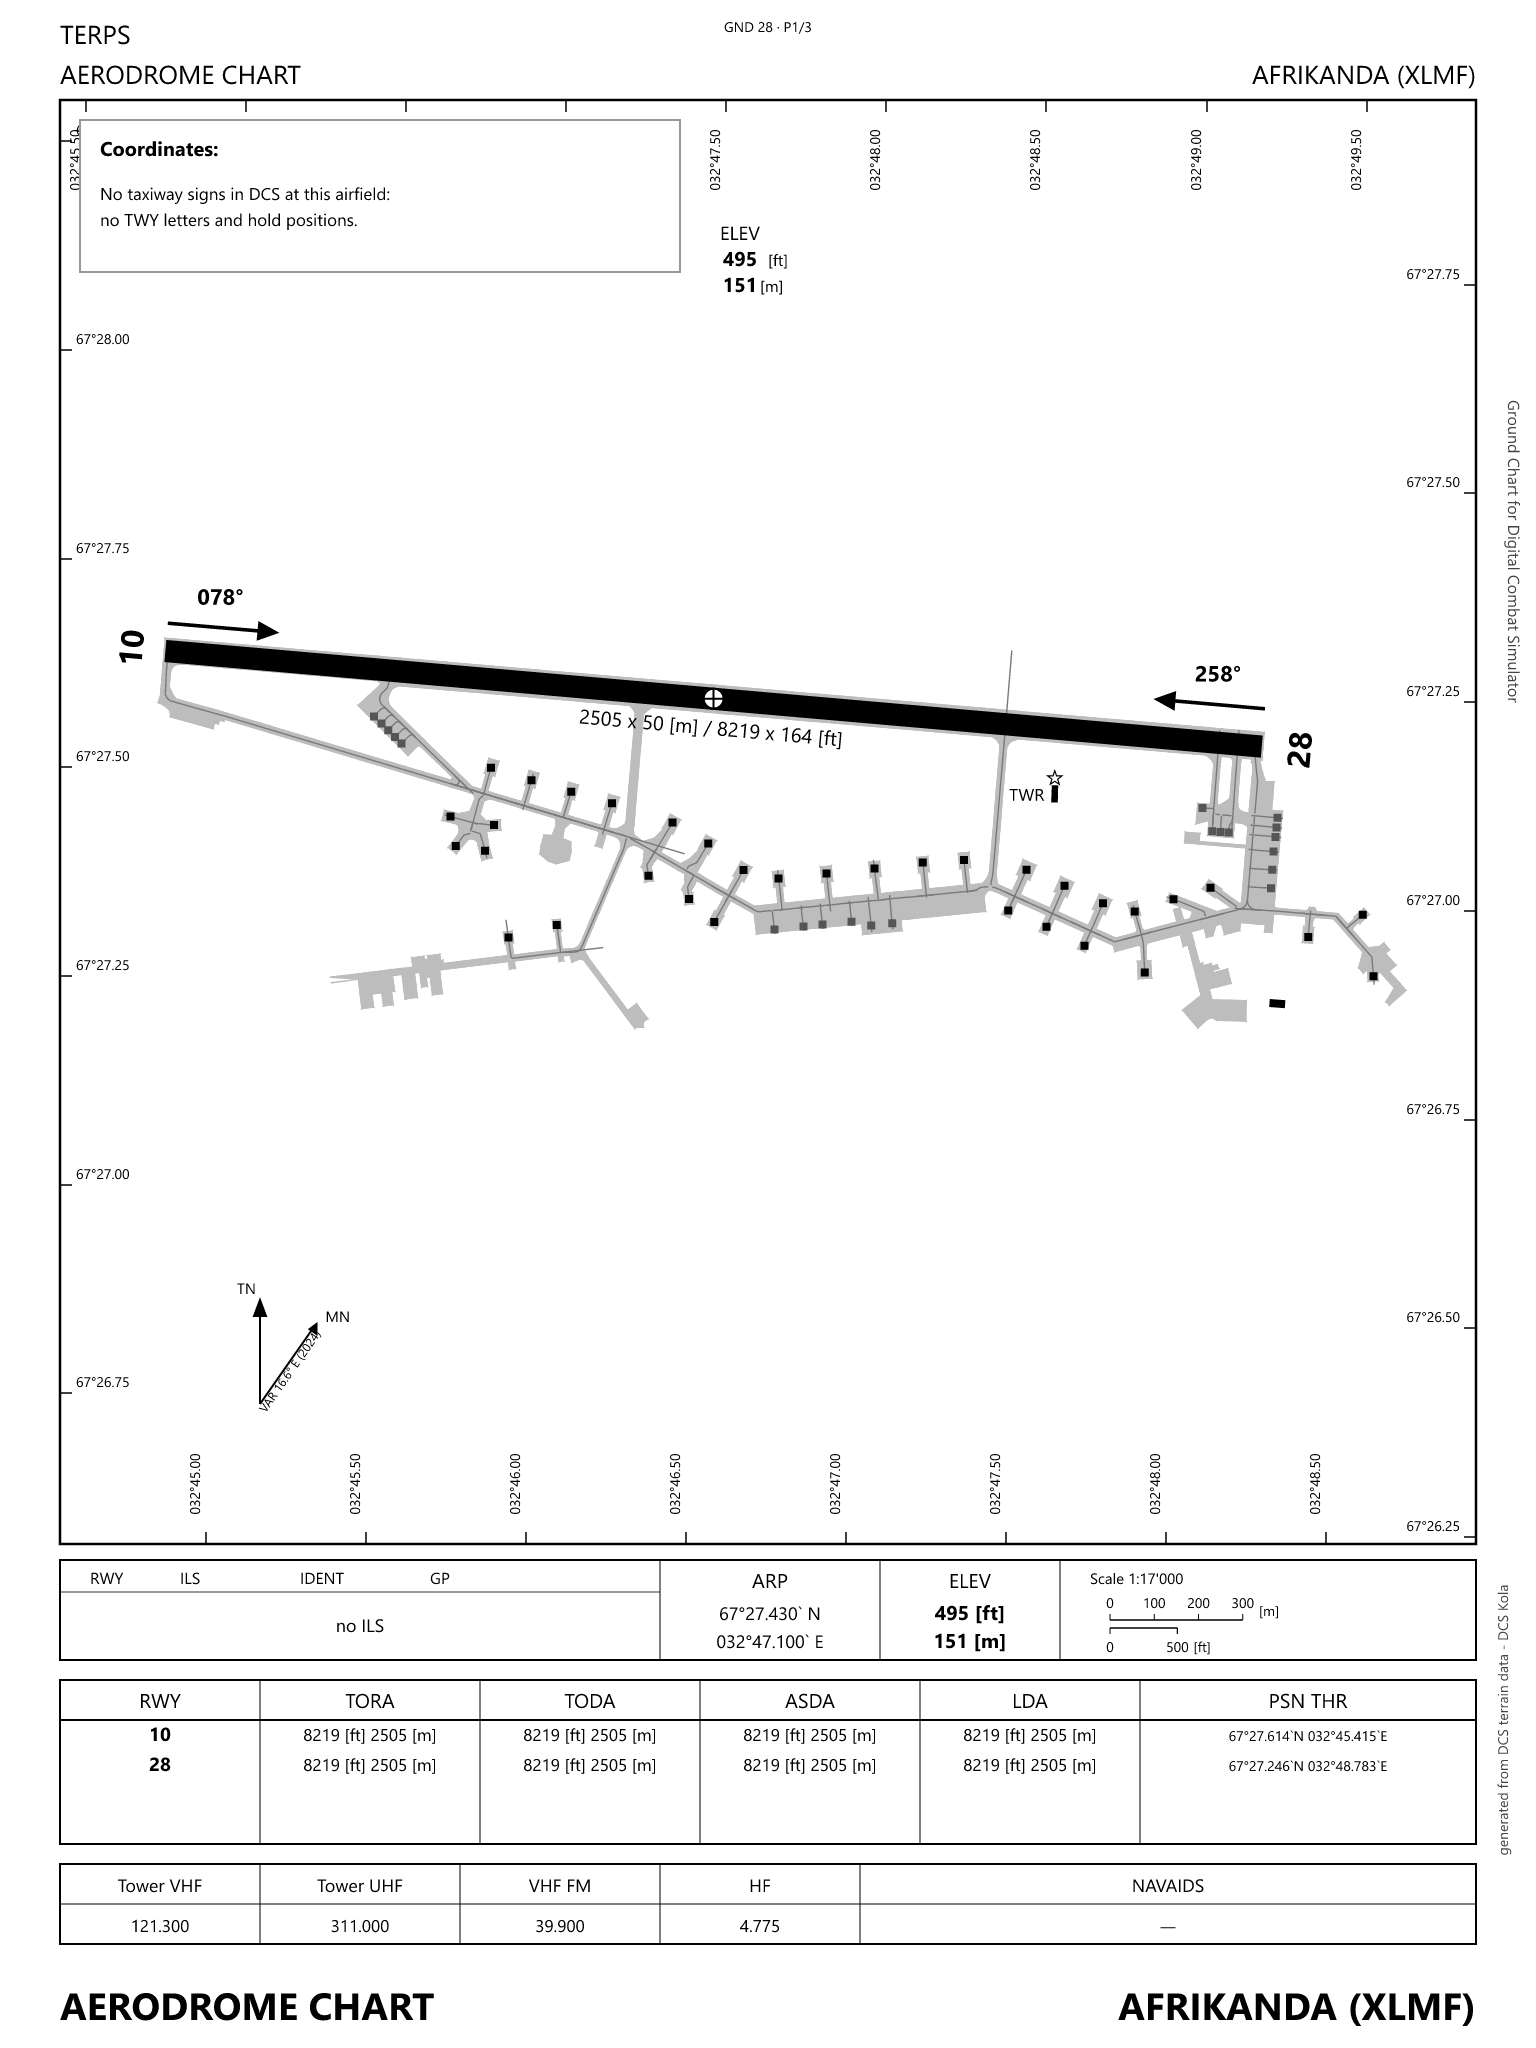 GND 28 · P1/3
TERPS
AERODROME CHART
AFRIKANDA (XLMF)
Coordinates:
No taxiway signs in DCS at this airfield:
no TWY letters and hold positions.
032°45.50
032°47.50
032°48.00
032°48.50
032°49.00
032°49.50
ELEV
495 [ft]
151 [m]
67°27.75
67°28.00
67°27.50
67°27.75
078°
10
258°
67°27.25
28
2505 x 50 [m] / 8219 x 164 [ft]
67°27.50
TWR
67°27.00
67°27.25
67°26.75
67°27.00
TN
MN
VAR 16.6° E (2024)
67°26.50
67°26.75
032°45.00
032°45.50
032°46.00
032°46.50
032°47.00
032°47.50
032°48.00
032°48.50
67°26.25
Ground Chart for Digital Combat Simulator
RWY ILS IDENT GP
no ILS
ARP
67°27.430` N
032°47.100` E
ELEV
495 [ft]
151 [m]
Scale 1:17'000
0 100 200 300 [m]
0 500 [ft]
RWY TORA TODA ASDA LDA PSN THR
10 8219 [ft] 2505 [m] 8219 [ft] 2505 [m] 8219 [ft] 2505 [m] 8219 [ft] 2505 [m] 67°27.614`N 032°45.415`E
28 8219 [ft] 2505 [m] 8219 [ft] 2505 [m] 8219 [ft] 2505 [m] 8219 [ft] 2505 [m] 67°27.246`N 032°48.783`E
generated from DCS terrain data - DCS Kola
Tower VHF Tower UHF VHF FM HF NAVAIDS
121.300 311.000 39.900 4.775 —
AERODROME CHART
AFRIKANDA (XLMF)